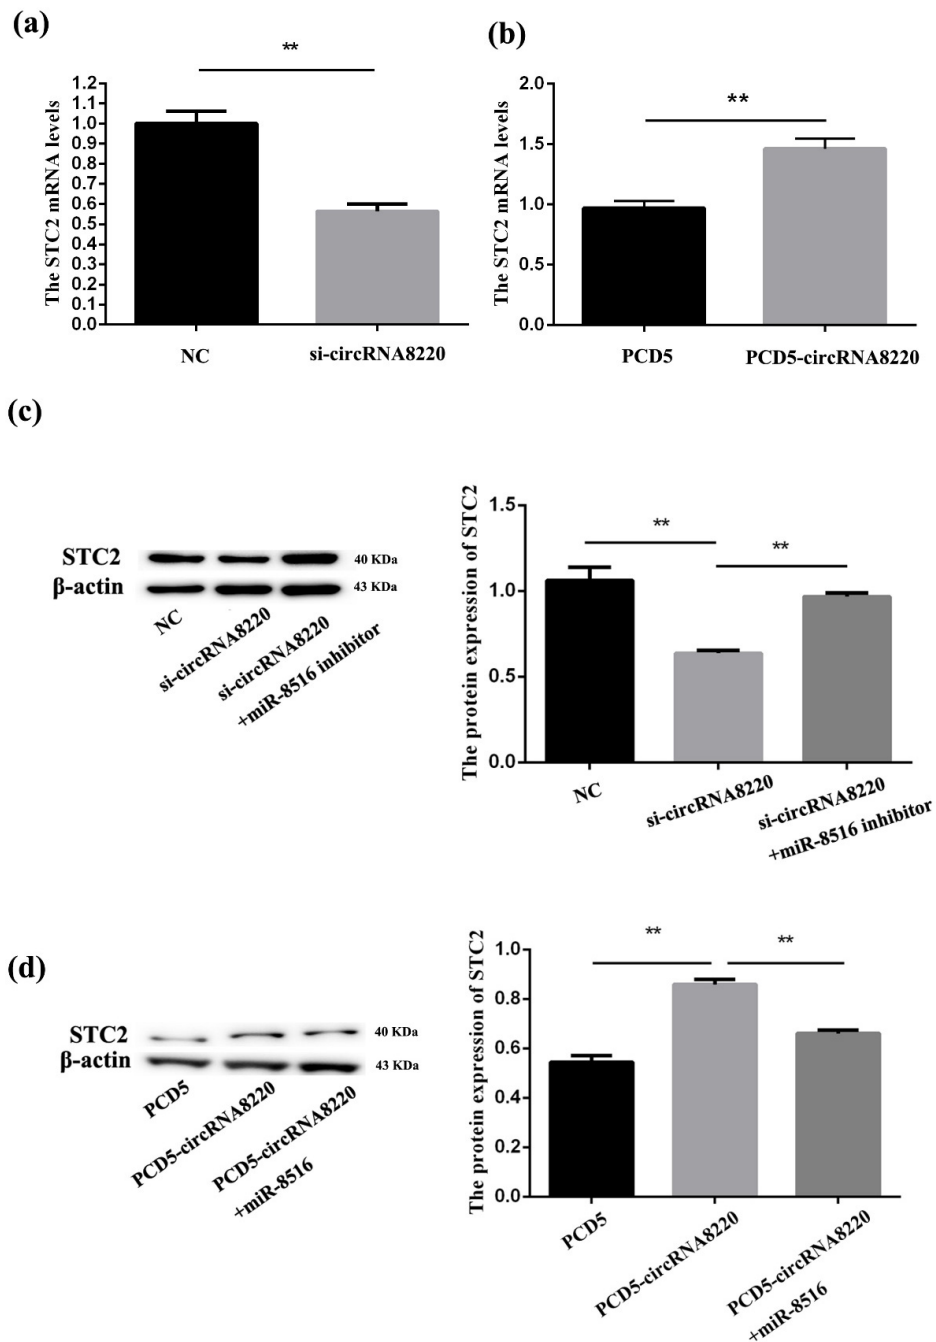 (a)
**
The STC2 mRNA levels
1.2
1.1
1.0
0.9
0.8
0.7
0.6
0.5
0.4
0.3
0.2
0.1
0.0
NC
si-circRNA8220
(b)
**
The STC2 mRNA levels
2.0
1.5
1.0
0.5
0.0
PCD5
PCD5-circRNA8220
(c)
STC2
40 KDa
β-actin
43 KDa
NC
si-circRNA8220
si-circRNA8220
+miR-8516 inhibitor
The protein expression of STC2
1.5
1.0
0.5
0.0
**
**
NC
si-circRNA8220
si-circRNA8220
+miR-8516 inhibitor
(d)
STC2
40 KDa
β-actin
43 KDa
PCD5
PCD5-circRNA8220
PCD5-circRNA8220
+miR-8516
The protein expression of STC2
1.0
0.8
0.6
0.4
0.2
0.0
**
**
PCD5
PCD5-circRNA8220
PCD5-circRNA8220
+miR-8516